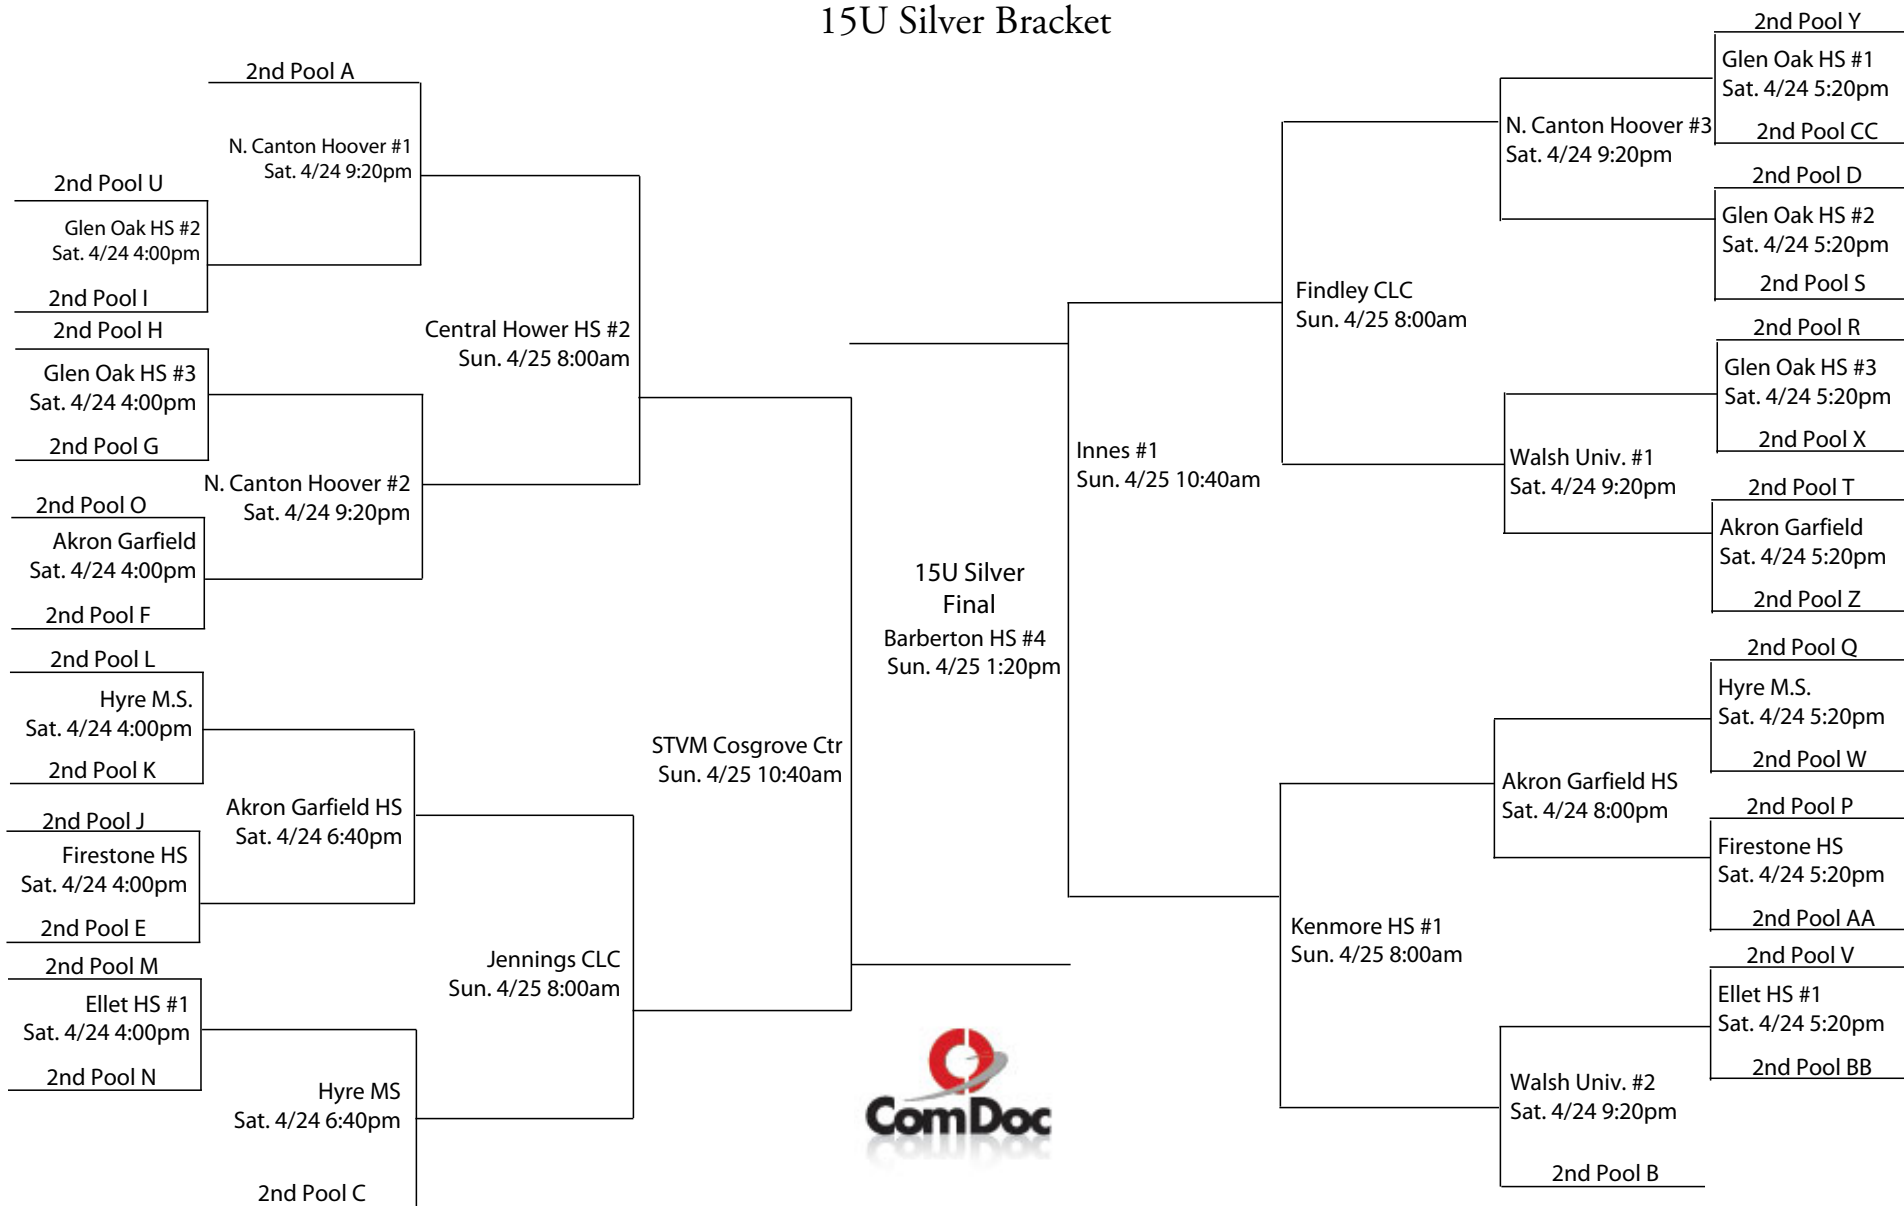 15U Silver Bracket
2nd Pool A
N. Canton Hoover #1
Sat. 4/24 9:20pm
2nd Pool U
Glen Oak HS #2
Sat. 4/24 4:00pm
2nd Pool I
2nd Pool H
Glen Oak HS #3
Sat. 4/24 4:00pm
2nd Pool G
N. Canton Hoover #2
Sat. 4/24 9:20pm
2nd Pool O
Akron Garfield
Sat. 4/24 4:00pm
2nd Pool F
Central Hower HS #2
Sun. 4/25 8:00am
2nd Pool L
Hyre M.S.
Sat. 4/24 4:00pm
2nd Pool K
Akron Garfield HS
Sat. 4/24 6:40pm
2nd Pool J
Firestone HS
Sat. 4/24 4:00pm
2nd Pool E
2nd Pool M
Ellet HS #1
Sat. 4/24 4:00pm
2nd Pool N
Hyre MS
Sat. 4/24 6:40pm
2nd Pool C
Jennings CLC
Sun. 4/25 8:00am
STVM Cosgrove Ctr
Sun. 4/25 10:40am
15U Silver
Final
Barberton HS #4
Sun. 4/25 1:20pm
ComDoc
Innes #1
Sun. 4/25 10:40am
Findley CLC
Sun. 4/25 8:00am
Kenmore HS #1
Sun. 4/25 8:00am
2nd Pool Y
Glen Oak HS #1
Sat. 4/24 5:20pm
2nd Pool CC
N. Canton Hoover #3
Sat. 4/24 9:20pm
2nd Pool D
Glen Oak HS #2
Sat. 4/24 5:20pm
2nd Pool S
2nd Pool R
Glen Oak HS #3
Sat. 4/24 5:20pm
2nd Pool X
Walsh Univ. #1
Sat. 4/24 9:20pm
2nd Pool T
Akron Garfield
Sat. 4/24 5:20pm
2nd Pool Z
2nd Pool Q
Hyre M.S.
Sat. 4/24 5:20pm
2nd Pool W
Akron Garfield HS
Sat. 4/24 8:00pm
2nd Pool P
Firestone HS
Sat. 4/24 5:20pm
2nd Pool AA
2nd Pool V
Ellet HS #1
Sat. 4/24 5:20pm
2nd Pool BB
Walsh Univ. #2
Sat. 4/24 9:20pm
2nd Pool B